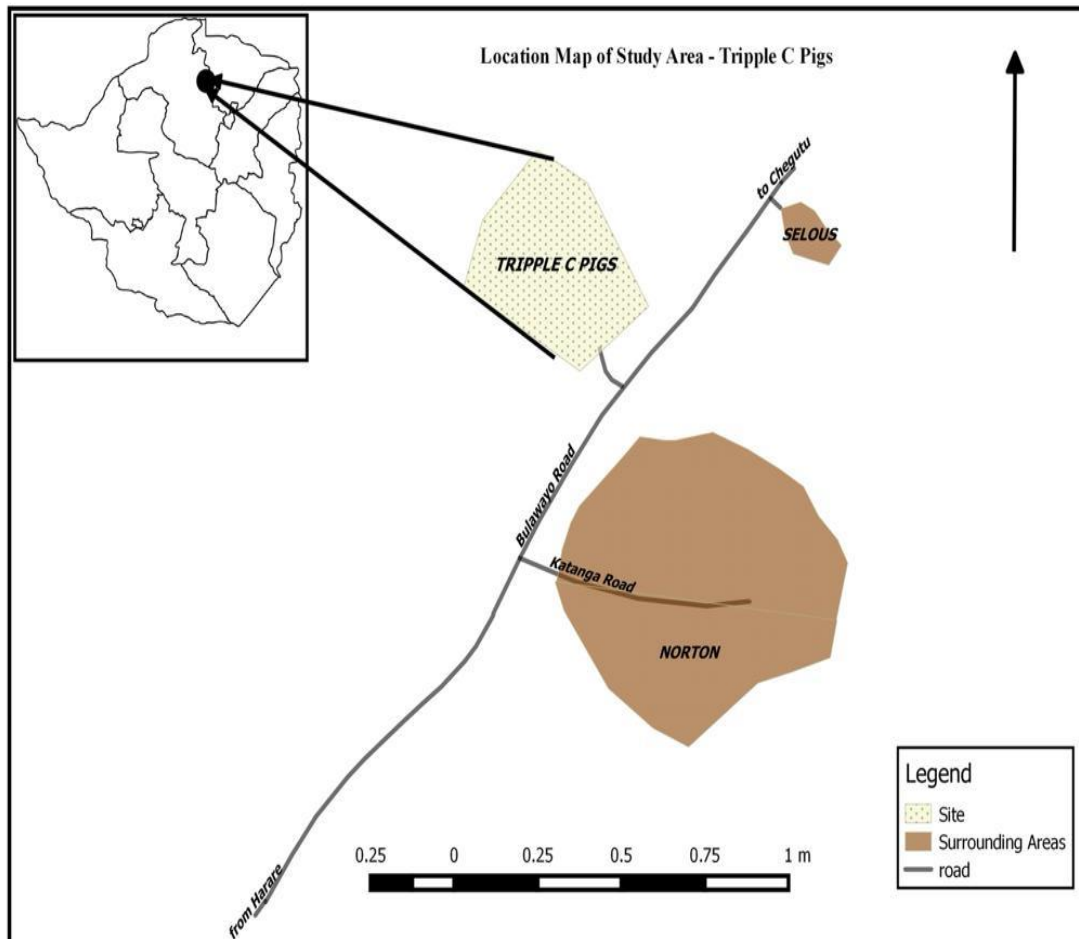 Location Map of Study Area - Tripple C Pigs
to Chegutu
SELOUS
TRIPPLE C PIGS
Bulawayo Road
Katanga Road
NORTON
from Harare
0.25 0 0.25 0.5 0.75 1 m
Legend
Site
Surrounding Areas
road